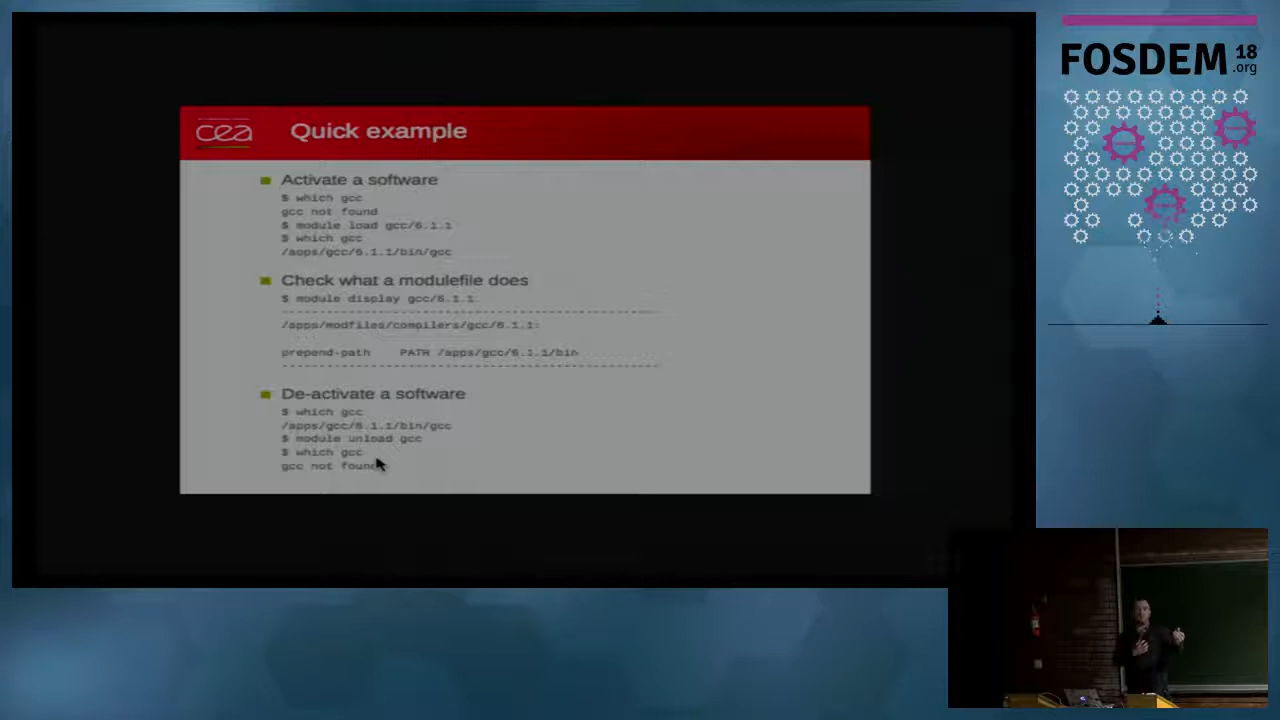 FOSDEM 18
.org
cea
Quick example
Activate a software
$ which gcc
gcc not found
$ module load gcc/6.1.1
$ which gcc
/apps/gcc/6.1.1/bin/gcc
Check what a modulefile does
$ module display gcc/6.1.1
-------------------------------------------------------
/apps/modfiles/compilers/gcc/6.1.1:
prepend-path PATH /apps/gcc/6.1.1/bin
-------------------------------------------------------
De-activate a software
$ which gcc
/apps/gcc/6.1.1/bin/gcc
$ module unload gcc
$ which gcc
gcc not found